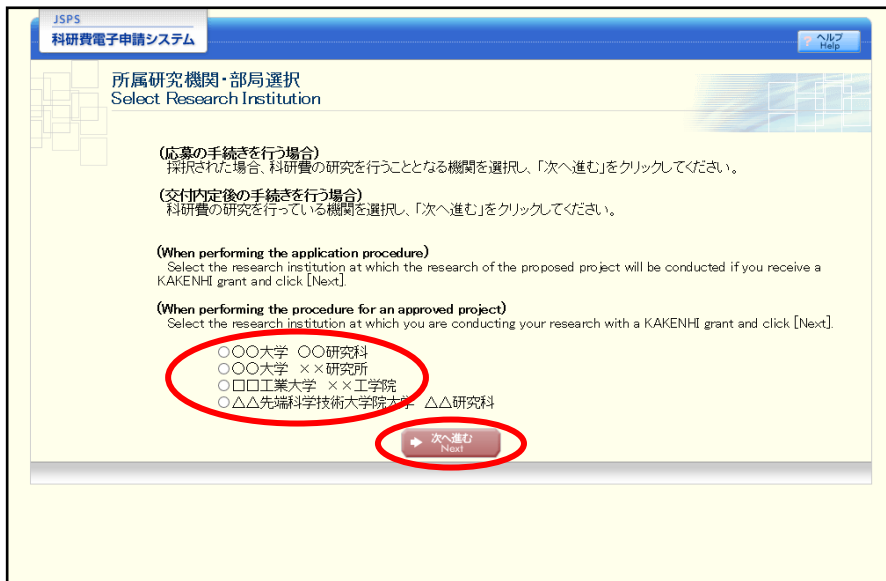 JSPS
科研費電子申請システム
? ヘルプ
Help
所属研究機関・部局選択
Select Research Institution
(応募の手続きを行う場合)
採択された場合、科研費の研究を行うこととなる機関を選択し、「次へ進む」をクリックしてください。
(交付内定後の手続きを行う場合)
科研費の研究を行っている機関を選択し、「次へ進む」をクリックしてください。
(When performing the application procedure)
Select the research institution at which the research of the proposed project will be conducted if you receive a
KAKENHI grant and click [Next].
(When performing the procedure for an approved project)
Select the research institution at which you are conducting your research with a KAKENHI grant and click [Next].
〇〇大学 〇〇研究科
〇〇大学 ××研究所
□□工業大学 ××工学院
△△先端科学技術大学院大学 △△研究科
次へ進む
Next